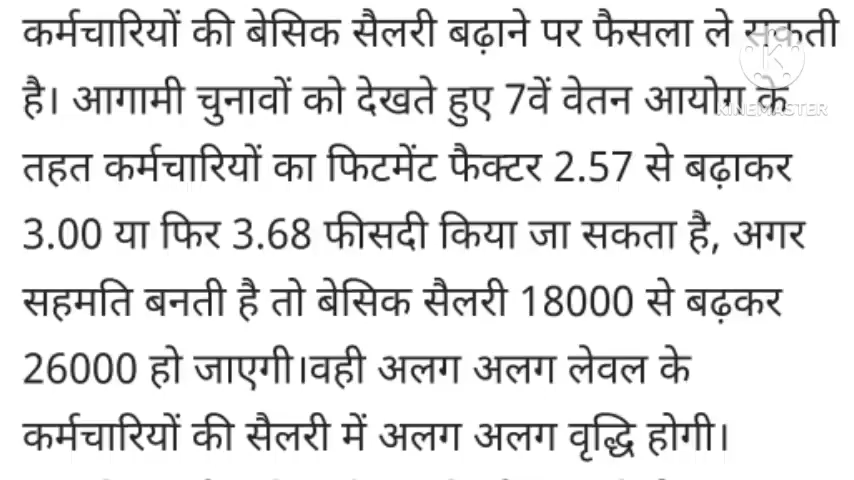 कर्मचारियों की बेसिक सैलरी बढ़ाने पर फैसला ले सकती
है। आगामी चुनावों को देखते हुए 7वें वेतन आयोग के
KINEMASTER
तहत कर्मचारियों का फिटमेंट फैक्टर 2.57 से बढ़ाकर
3.00 या फिर 3.68 फीसदी किया जा सकता है, अगर
सहमति बनती है तो बेसिक सैलरी 18000 से बढ़कर
26000 हो जाएगी।वही अलग अलग लेवल के
कर्मचारियों की सैलरी में अलग अलग वृद्धि होगी।